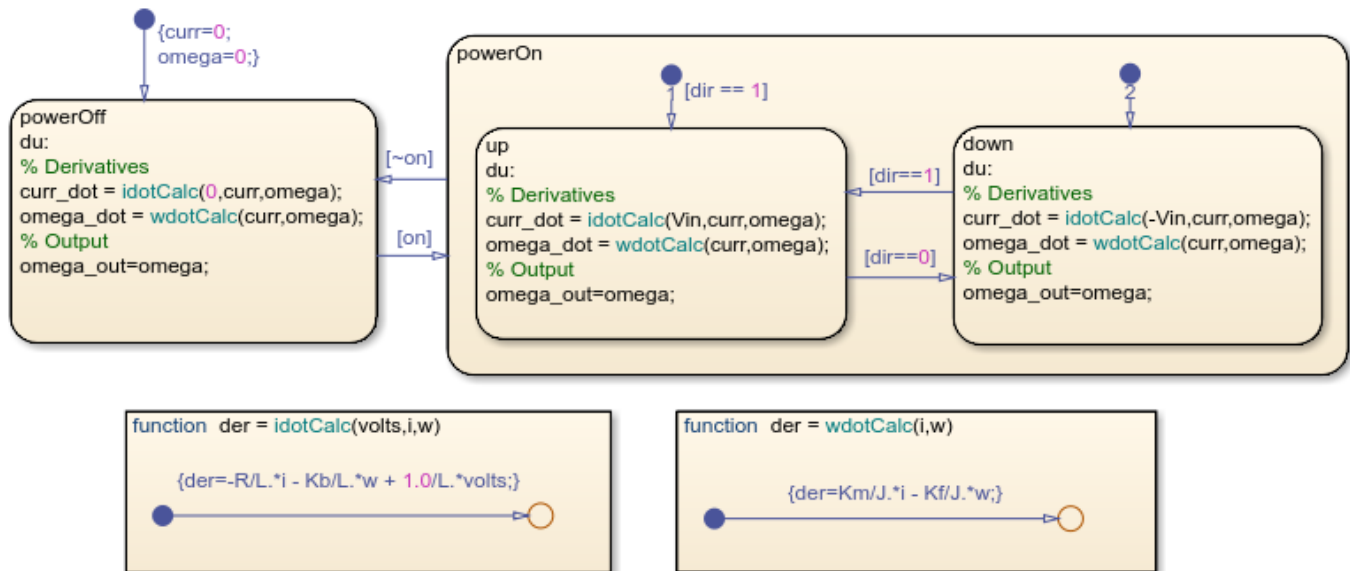 {curr=0;
omega=0;}
powerOff
du:
% Derivatives
curr_dot = idotCalc(0,curr,omega);
omega_dot = wdotCalc(curr,omega);
% Output
omega_out=omega;
[~on]
[on]
powerOn
1
[dir == 1]
2
up
du:
% Derivatives
curr_dot = idotCalc(Vin,curr,omega);
omega_dot = wdotCalc(curr,omega);
% Output
omega_out=omega;
[dir==1]
[dir==0]
down
du:
% Derivatives
curr_dot = idotCalc(-Vin,curr,omega);
omega_dot = wdotCalc(curr,omega);
% Output
omega_out=omega;
function der = idotCalc(volts,i,w)
{der=-R/L.*i - Kb/L.*w + 1.0/L.*volts;}
function der = wdotCalc(i,w)
{der=Km/J.*i - Kf/J.*w;}